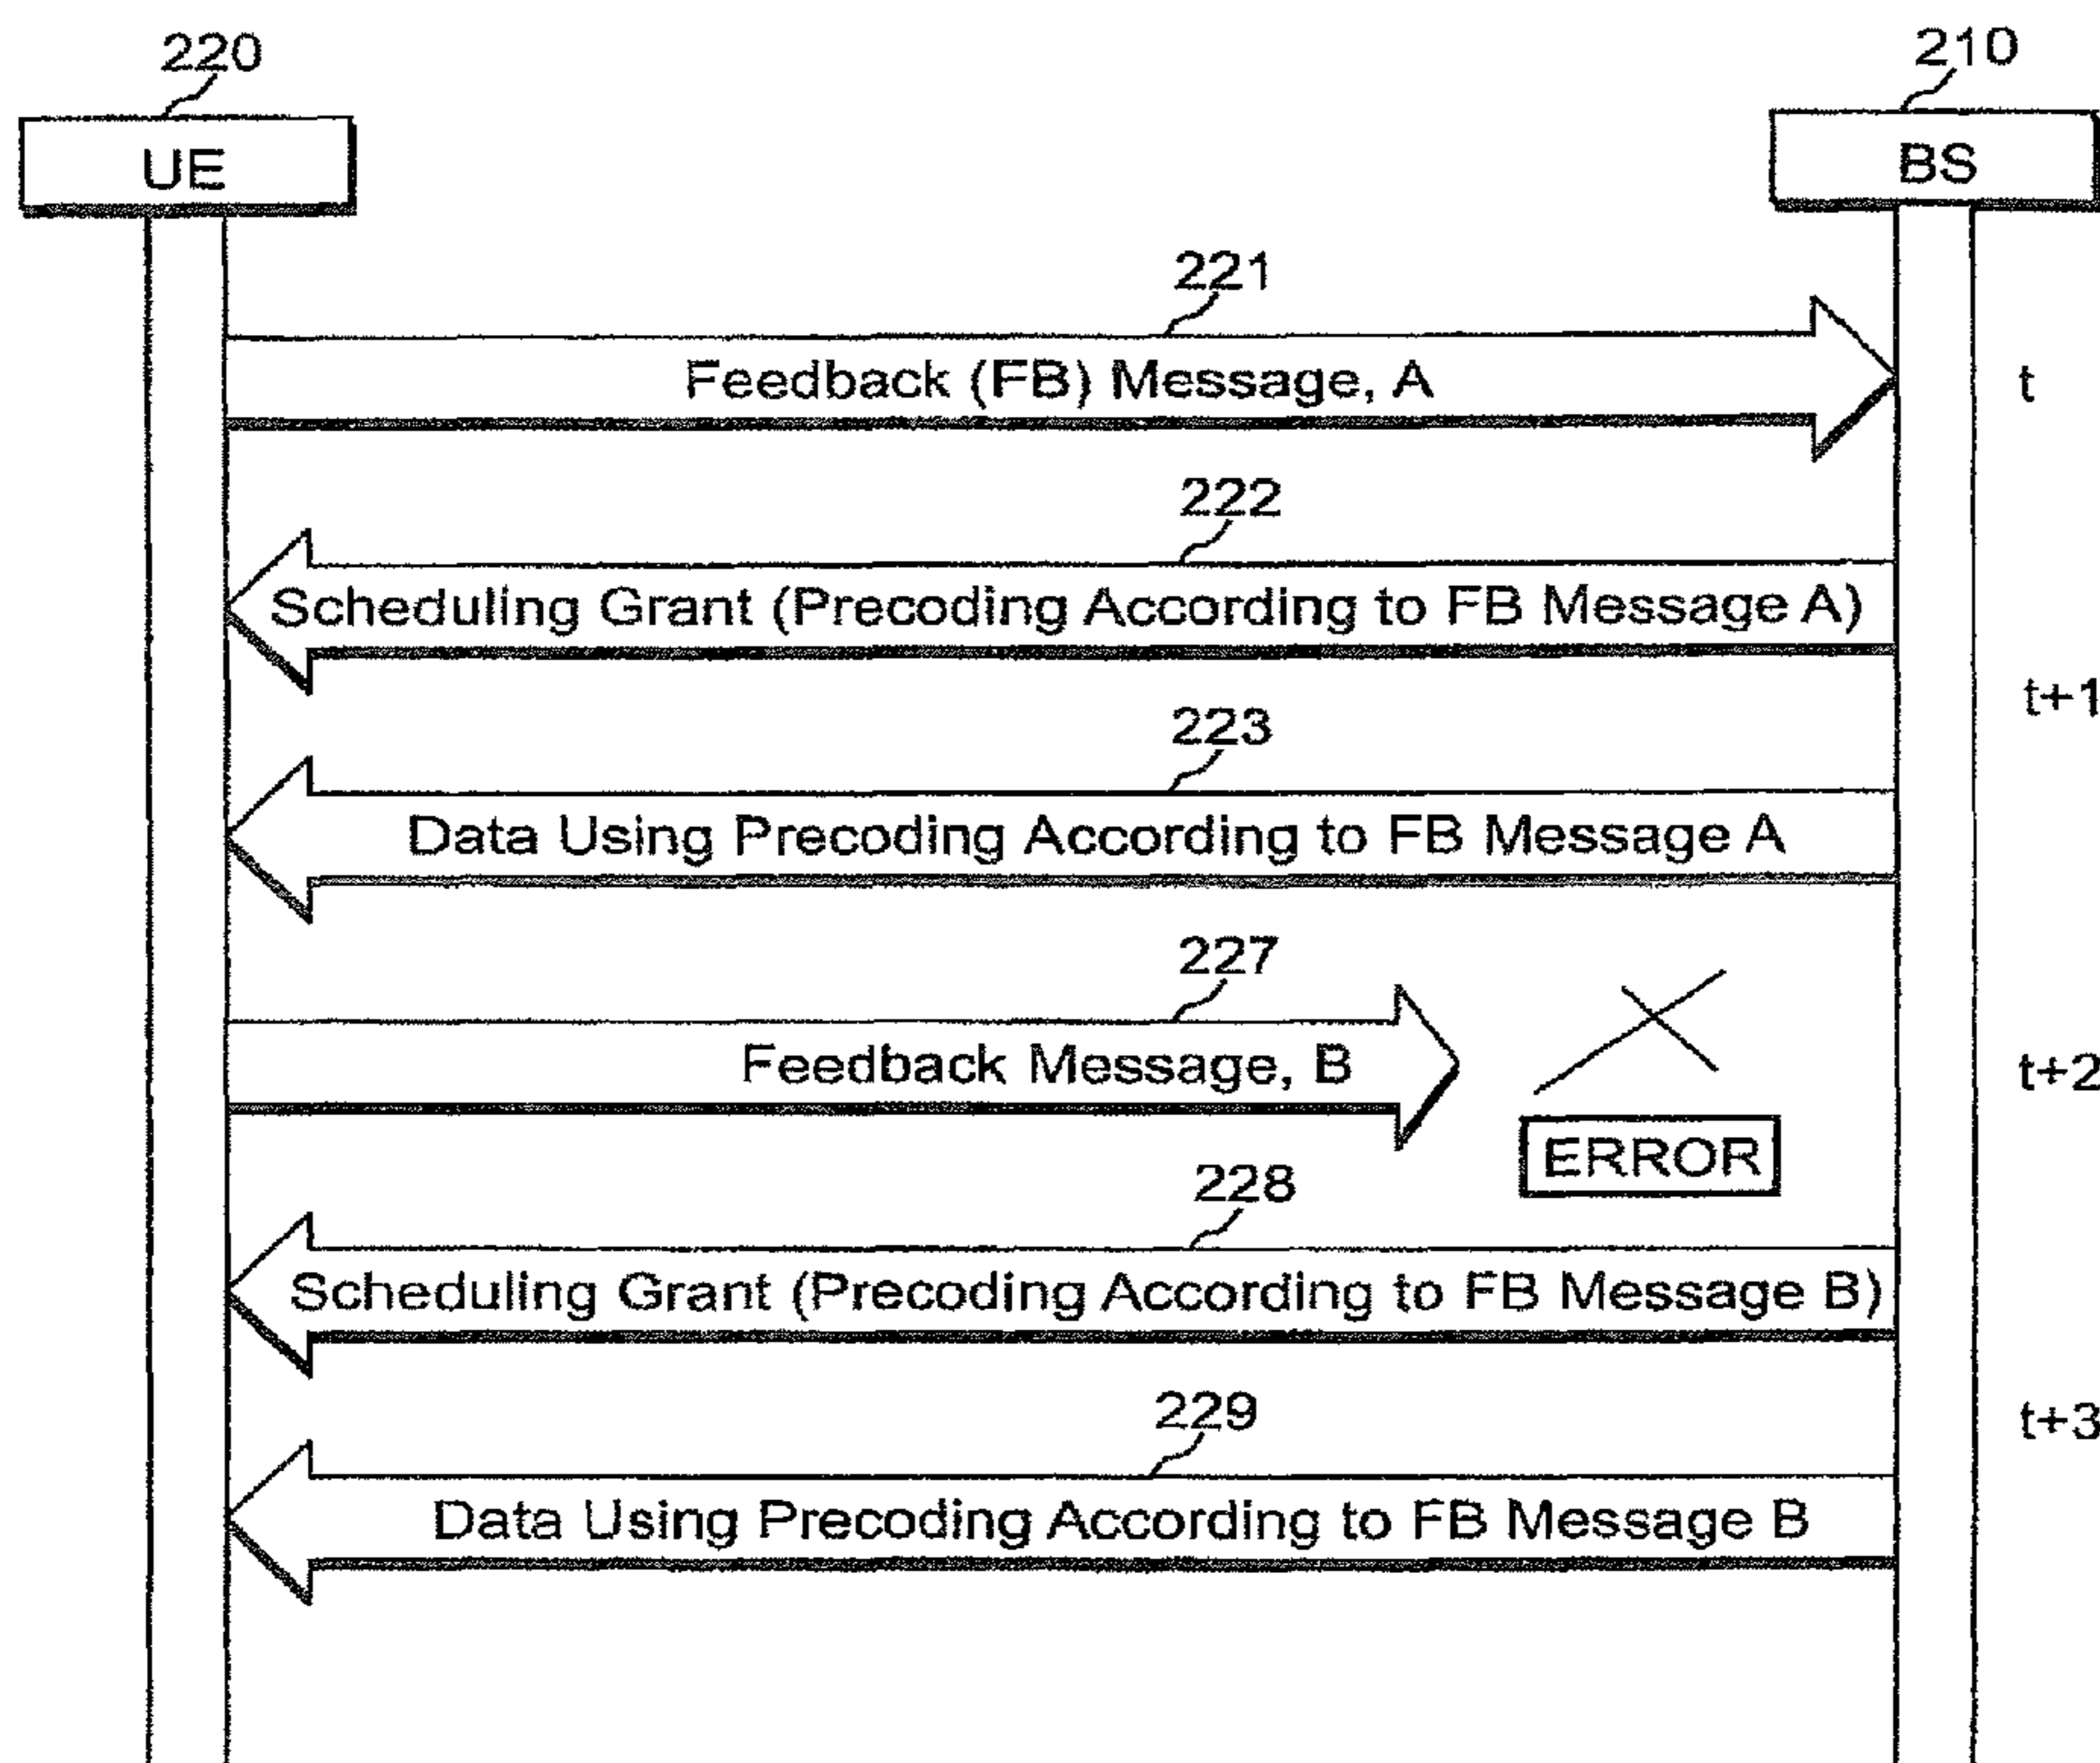 220
210
UE
BS
221
Feedback (FB) Message, A
t
222
Scheduling Grant (Precoding According to FB Message A)
t+1
223
Data Using Precoding According to FB Message A
227
Feedback Message, B
t+2
ERROR
228
Scheduling Grant (Precoding According to FB Message B)
t+3
229
Data Using Precoding According to FB Message B